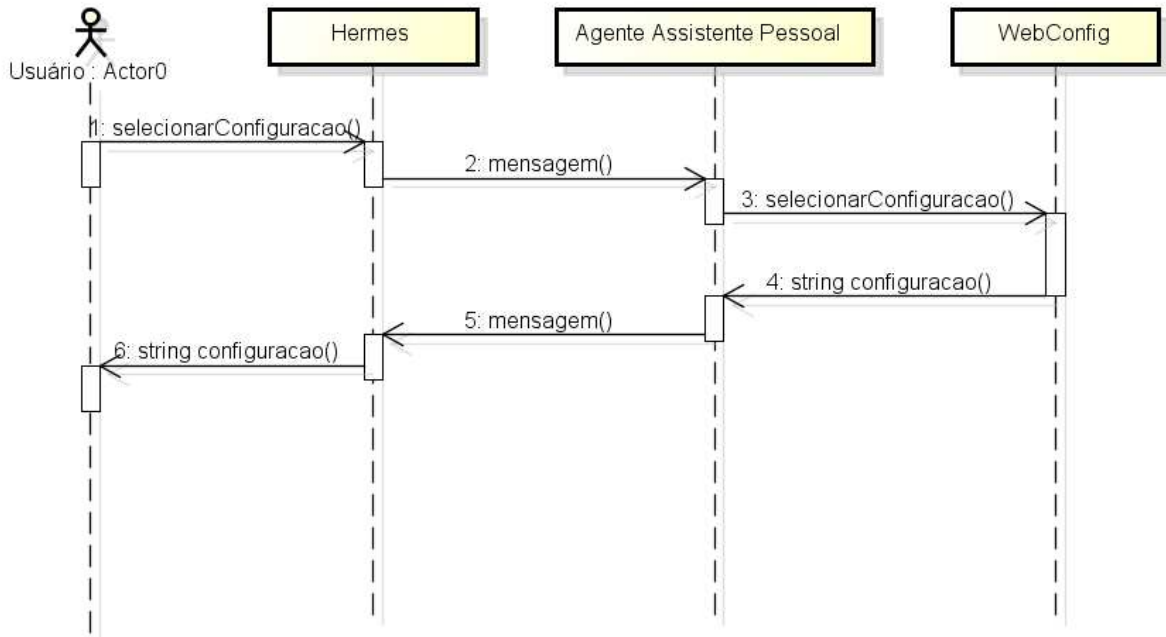 Hermes
Agente Assistente Pessoal
WebConfig
Usuário : Actor0
1: selecionarConfiguracao()
2: mensagem()
3: selecionarConfiguracao()
4: string configuracao()
5: mensagem()
6: string configuracao()